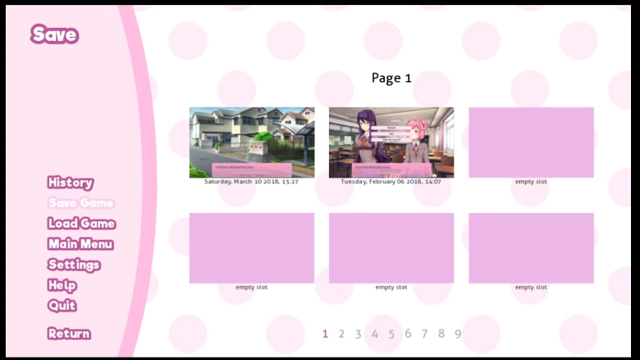 Save
Page 1
Saturday, March 10 2018, 15:27
Tuesday, February 06 2018, 14:07
empty slot
empty slot
empty slot
empty slot
History
Save Game
Load Game
Main Menu
Settings
Help
Quit
Return
1 2 3 4 5 6 7 8 9